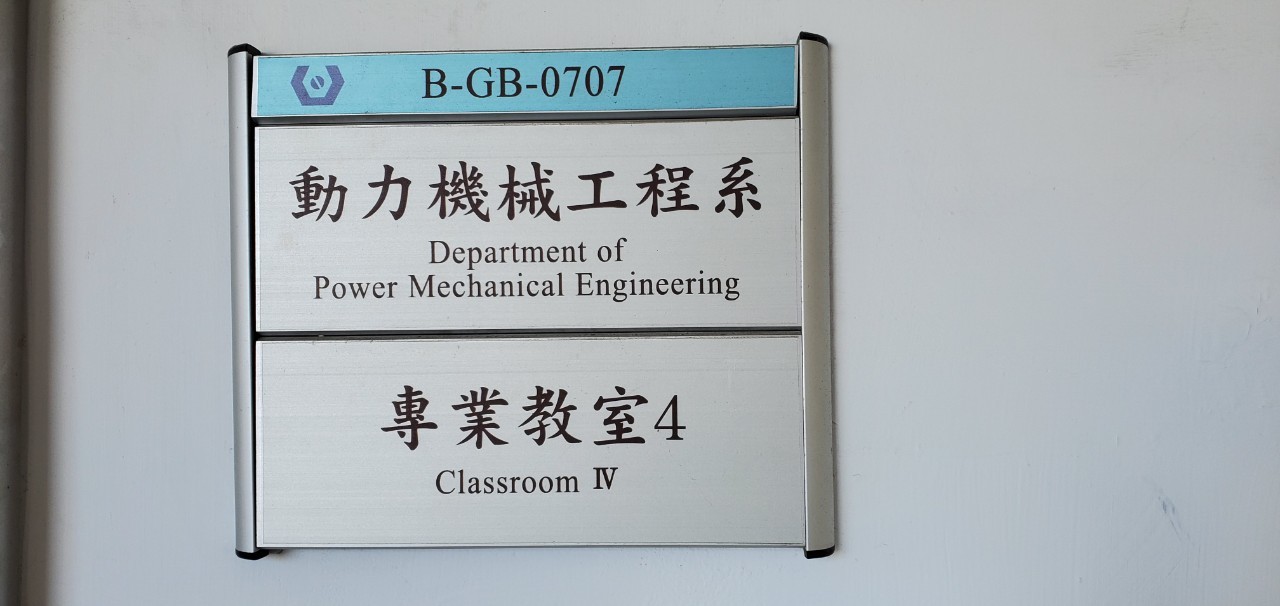 B-GB-0707
動力機械工程系
Department of
Power Mechanical Engineering
專業教室4
Classroom Ⅳ